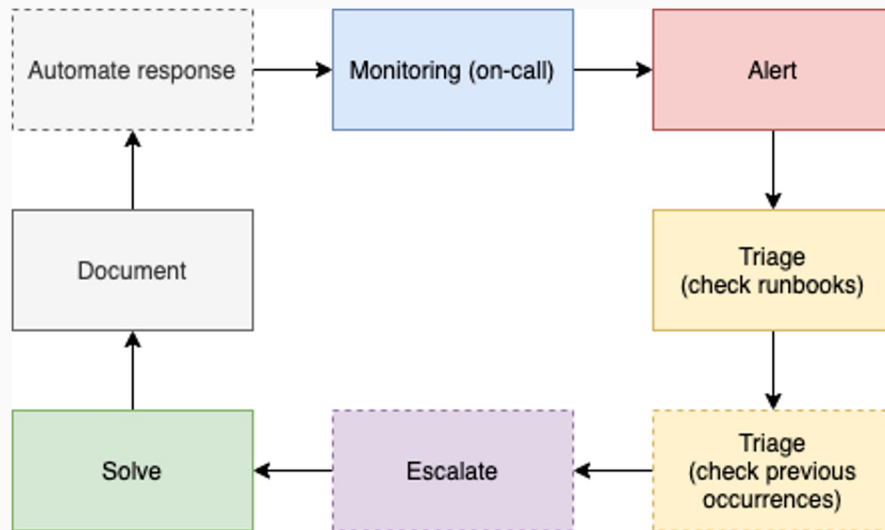 Automate response
Monitoring (on-call)
Alert
Document
Triage
(check runbooks)
Solve
Escalate
Triage
(check previous
occurrences)